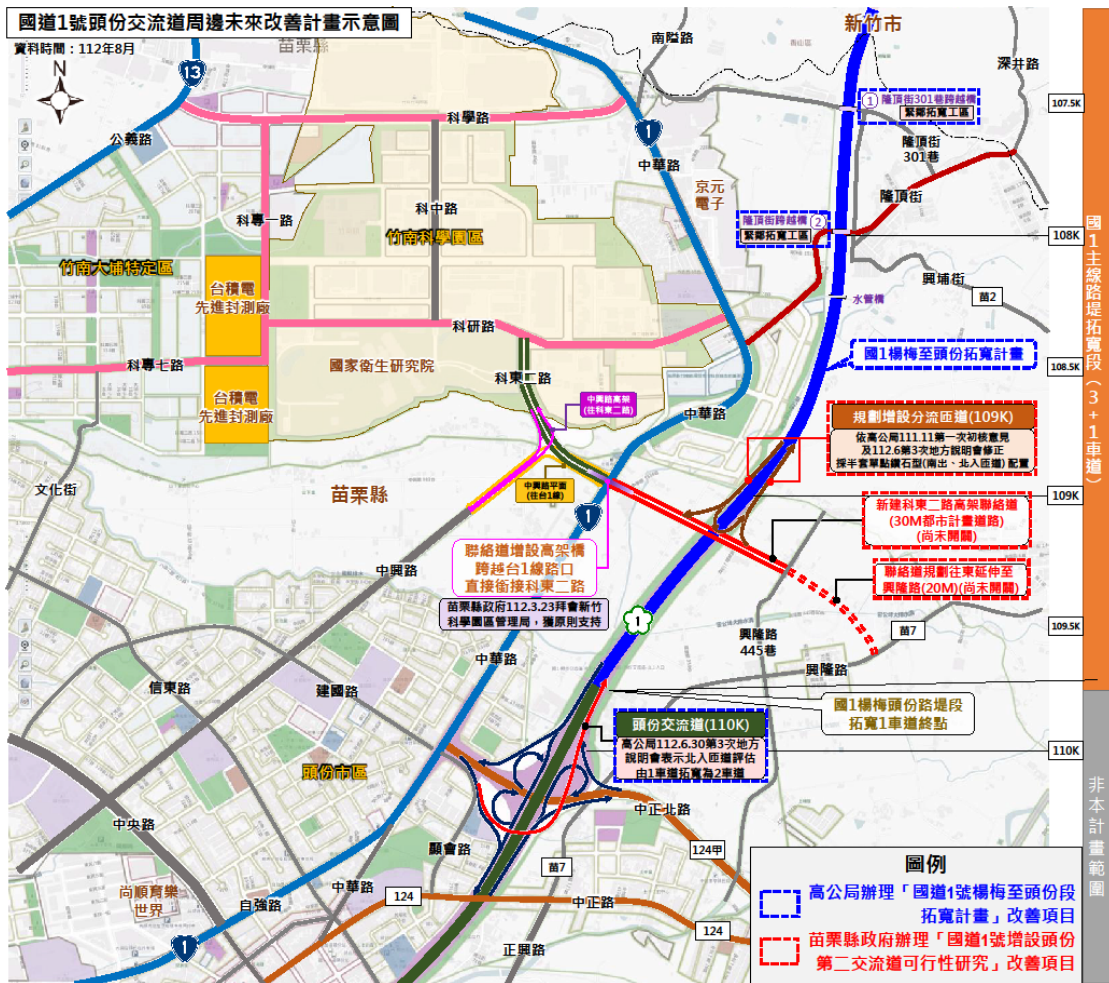 國道1號頭份交流道周邊未來改善計畫示意圖
資料時間：112年8月
N
苗栗縣
新竹市
南隘路
深井路
13
107.5K
① 隆頂街301巷跨越橋
緊鄰拓寬工區
科學路
公義路
1
中華路
隆頂街
301巷
京元
電子
隆頂街
科中路
科專一路
竹南科學園區
隆頂街跨越橋 ②
緊鄰拓寬工區
108K
國1主線路堤拓寬段（3+1車道）
竹南大埔特定區
台積電
先進封測廠
興埔街
苗2
水管橋
科研路
國1楊梅至頭份拓寬計畫
科專七路
國家衛生研究院
108.5K
科東二路
台積電
先進封測廠
中興路高架
(往科東二路)
中華路
規劃增設分流匝道(109K)
依高公局111.11第一次初核意見
及112.6第3次地方說明會修正
採半套單點鑽石型(南出、北入匝道) 配置
文化街
苗栗縣
中興路平面
(往台1線)
109K
1
新建科東二路高架聯絡道
(30M都市計畫道路)
(尚未開闢)
聯絡道增設高架橋
跨越台1線路口
直接銜接科東二路
中興路
聯絡道規劃往東延伸至
興隆路(20M)(尚未開闢)
苗栗縣政府112.3.23拜會新竹
科學園區管理局，獲原則支持
1
109.5K
苗7
興隆路
445巷
中華路
興隆路
信東路
建國路
國1楊梅頭份路堤段
拓寬1車道終點
頭份交流道(110K)
高公局112.6.30第3次地方
說明會表示北入匝道評估
由1車道拓寬為2車道
110K
頭份市區
中正北路
非本計畫範圍
中央路
顯會路
苗7
124甲
圖例
尚順育樂
世界
中華路
124
中正路
高公局辦理「國道1號楊梅至頭份段
拓寬計畫」改善項目
自強路
124
1
正興路
苗栗縣政府辦理「國道1號增設頭份
第二交流道可行性研究」改善項目